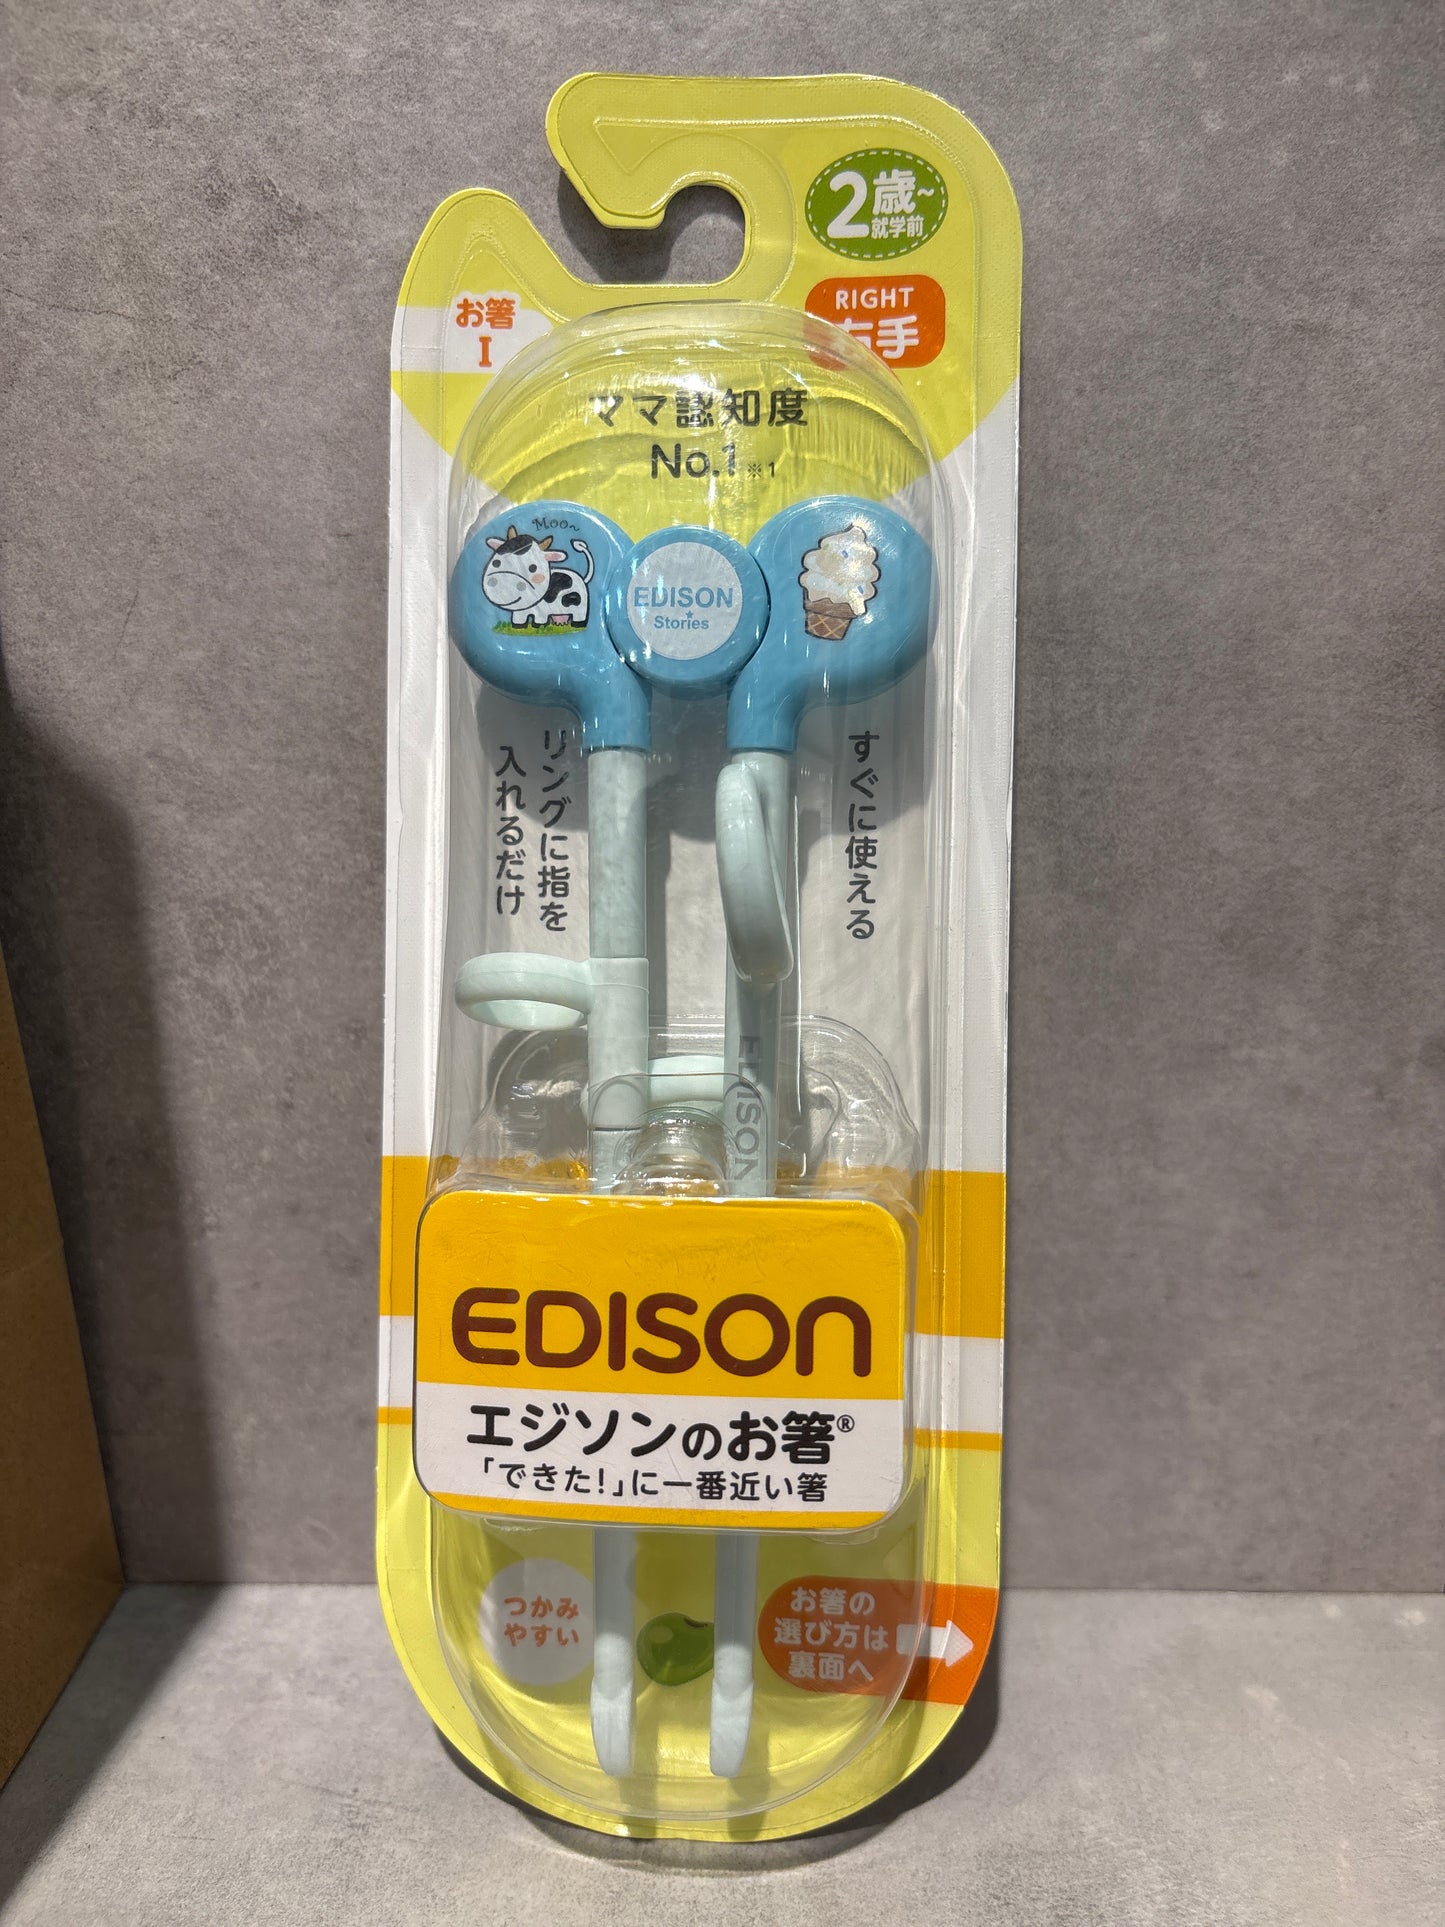 2歳~
就学前
お箸
I
RIGHT
右手
ママ認知度
No.1※1
Moo~
EDISON
Stories
リングに指を
入れるだけ
すぐに使える
EDISON
EDISON
エジソンのお箸®
「できた!」に一番近い箸
つかみ
やすい
お箸の
選び方は
裏面へ